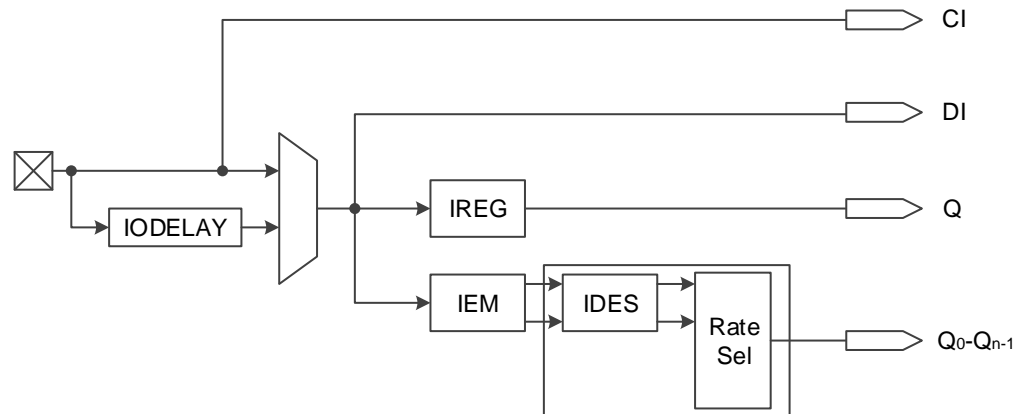 CI
DI
IODELAY
IREG
Q
IEM
IDES
Rate
Sel
Q0-Qn-1